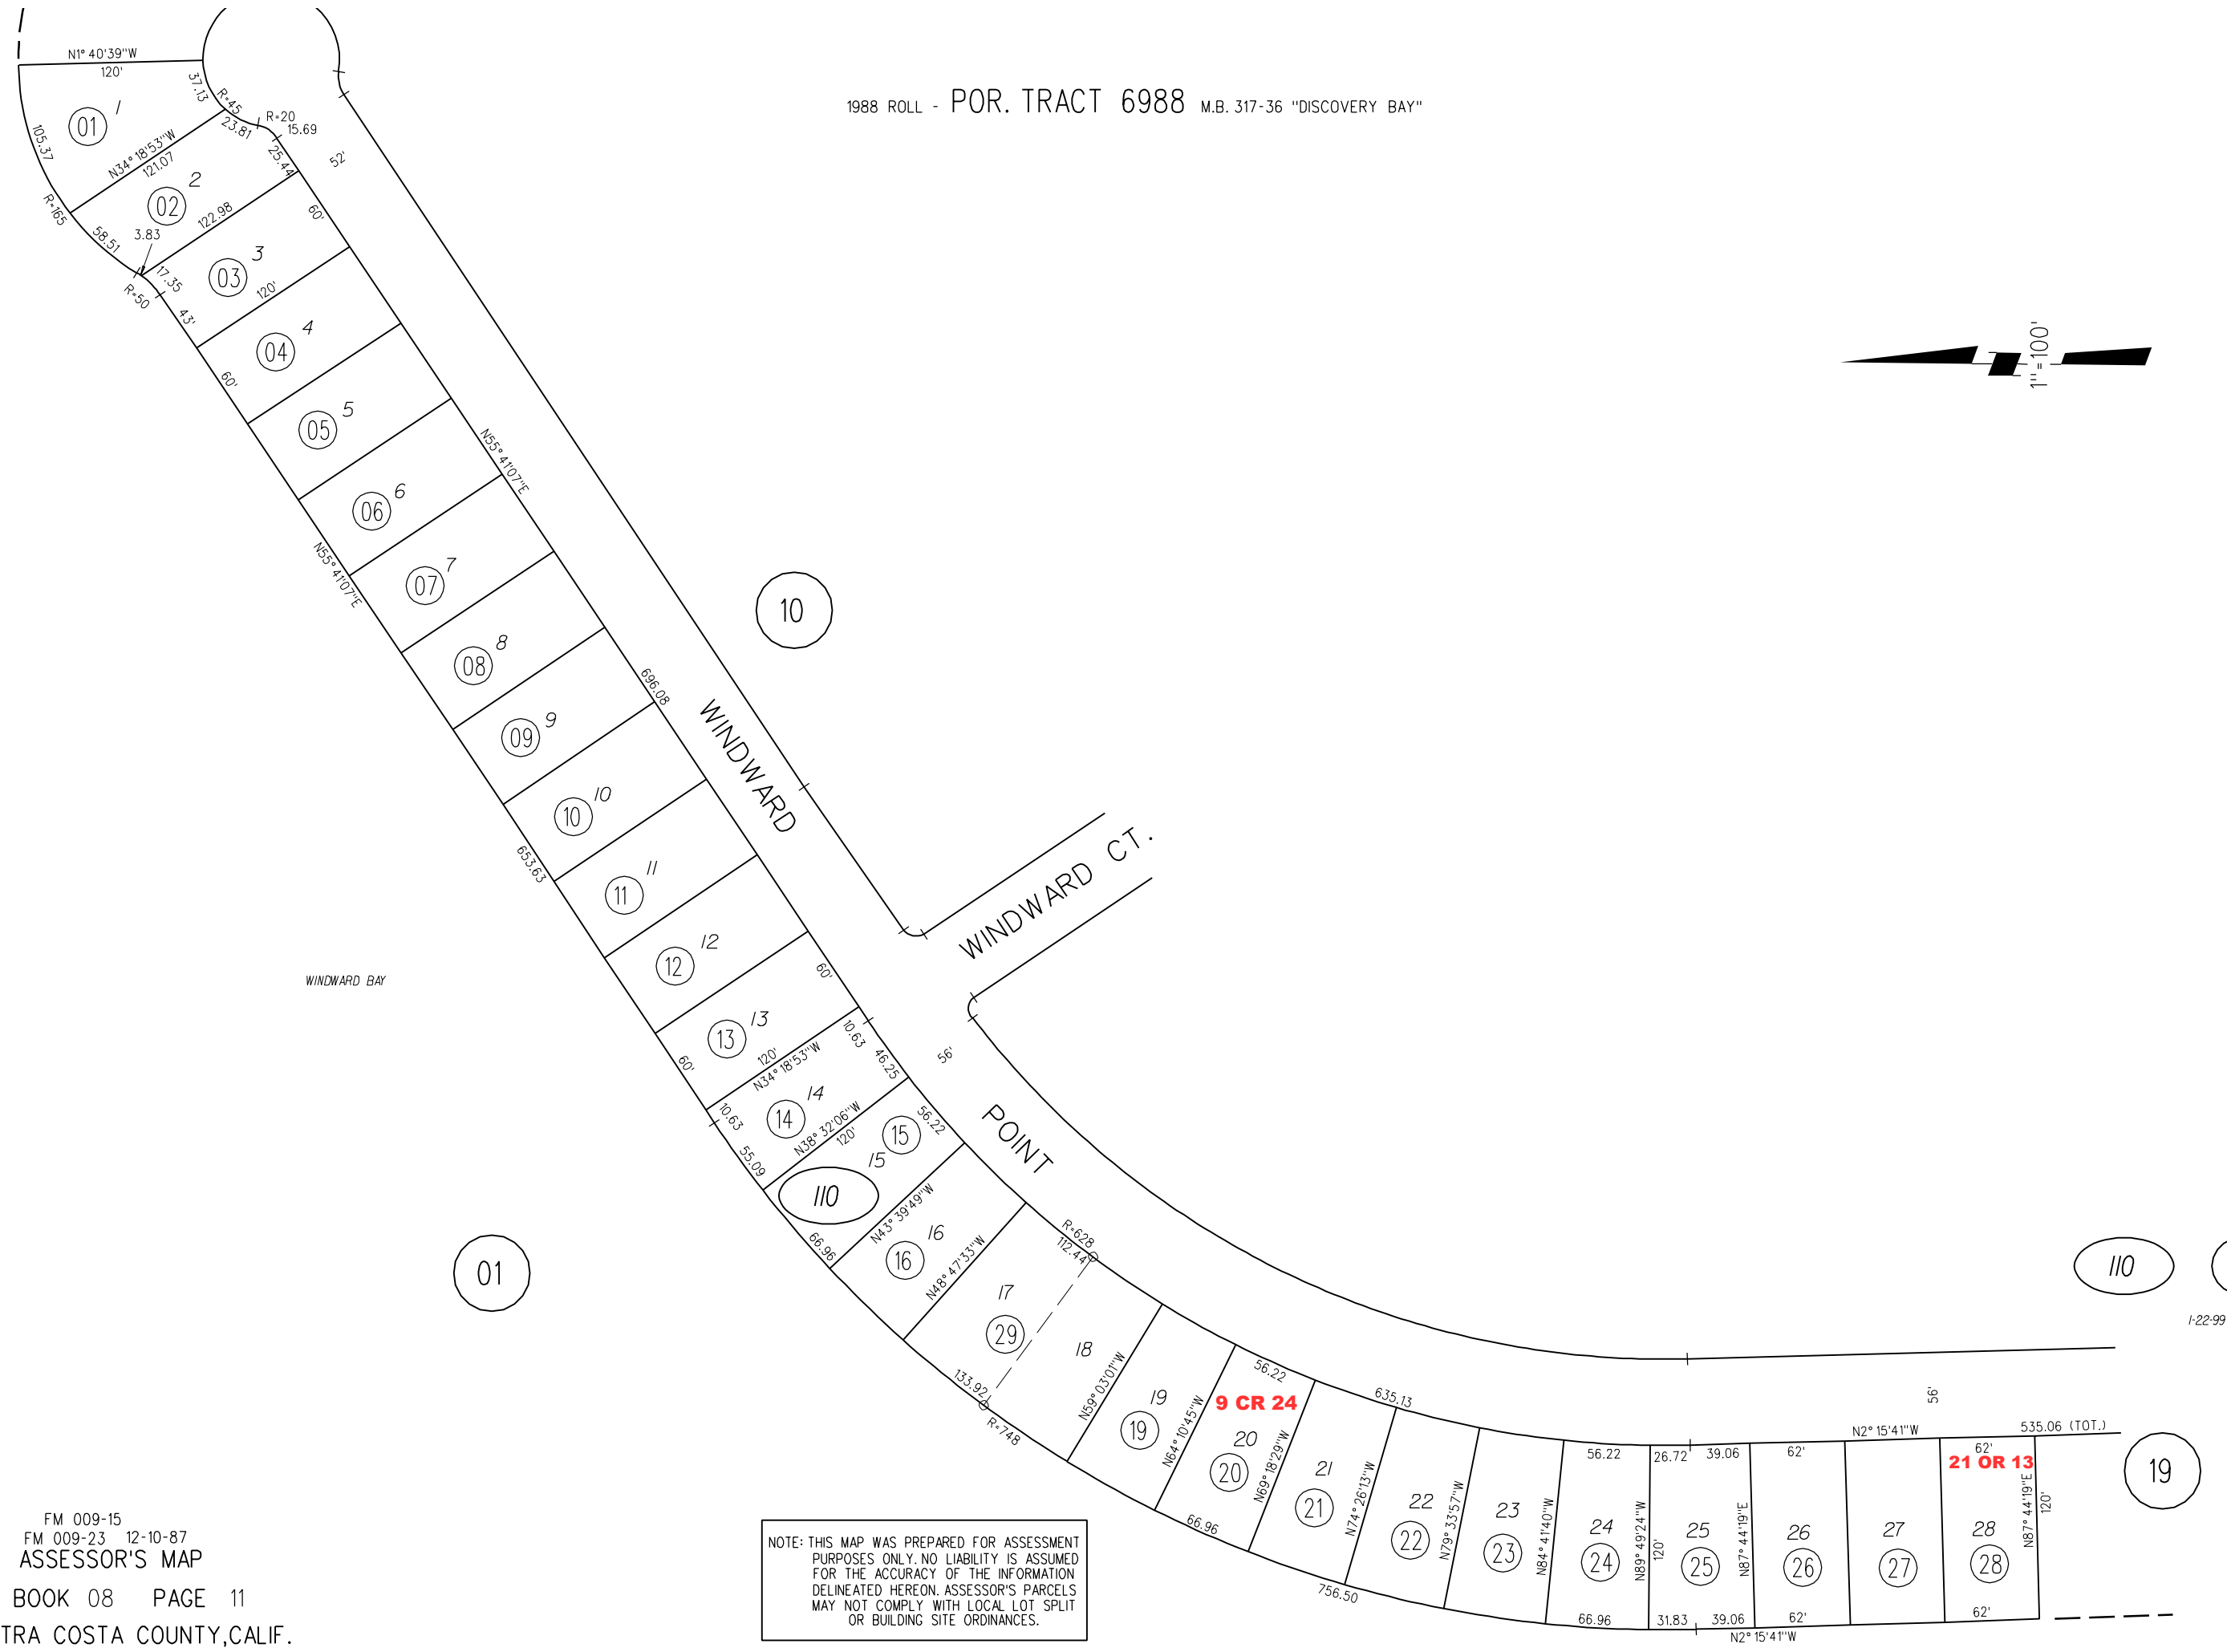 1988 ROLL - POR. TRACT 6988 M.B. 317-36 "DISCOVERY BAY"
N1° 40'39"W
120'
37.13
R=45
23.81
R=20
15.69
25.44
52'
1
01
105.37
N34° 18'53"W
121.07
R=165
2
02
58.51
3.83
122.98
60'
17.35
R=50
43'
3
03
120'
4
04
60'
5
05
1"=100'
6
06
N55° 41'07"E
N55° 41'07"E
7
07
10
8
08
696.08
9
09
WINDWARD
10
10
653.63
11
11
WINDWARD CT.
12
12
60'
WINDWARD BAY
13
13
120'
N34° 18'53"W
60'
10.63
46.25
56'
14
14
10.63
N38° 32'06"W
120'
55.09
56.22
15
15
110
POINT
66.96
N43° 39'49"W
16
16
N48° 47'33"W
R=628
112.44
01
17
29
18
133.92
R=748
N59° 03'01"W
19
19
N64° 10'45"W
56.22
9 CR 24
20
20
66.96
N69° 18'29"W
635.13
21
21
N74° 26'13"W
756.50
22
22
N79° 33'57"W
23
23
N84° 41'40"W
56.22
24
24
66.96
N89° 49'24"W
120'
26.72'
39.06
25
25
31.83
39.06
N87° 44'19"E
62'
26
26
62'
N2° 15'41"W
27
27
N2° 15'41"W
56'
535.06 (TOT.)
62'
21 OR 13
28
28
62'
N87° 44'19"E
120'
110
1-22-99
19
FM 009-15
FM 009-23 12-10-87
ASSESSOR'S MAP
BOOK 08 PAGE 11
TRA COSTA COUNTY,CALIF.
NOTE: THIS MAP WAS PREPARED FOR ASSESSMENT
PURPOSES ONLY. NO LIABILITY IS ASSUMED
FOR THE ACCURACY OF THE INFORMATION
DELINEATED HEREON. ASSESSOR'S PARCELS
MAY NOT COMPLY WITH LOCAL LOT SPLIT
OR BUILDING SITE ORDINANCES.